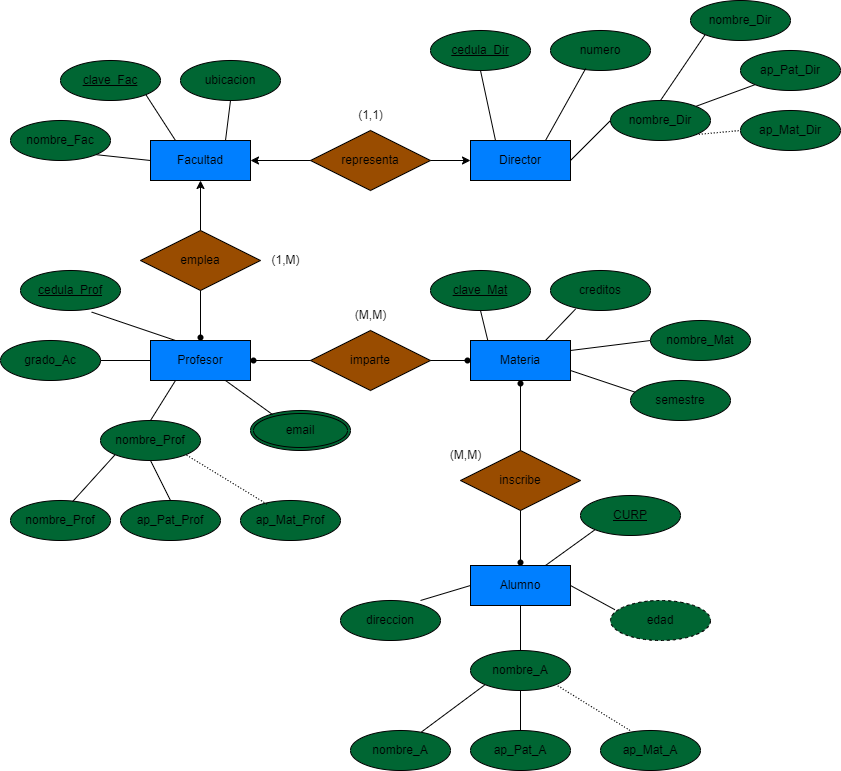 nombre_Dir
cedula_Dir
numero
clave_Fac
ubicacion
ap_Pat_Dir
(1,1)
nombre_Dir
ap_Mat_Dir
nombre_Fac
Facultad
representa
Director
emplea
(1,M)
cedula_Prof
clave_Mat
creditos
(M,M)
nombre_Mat
grado_Ac
Profesor
imparte
Materia
semestre
email
nombre_Prof
(M,M)
inscribe
nombre_Prof
ap_Pat_Prof
ap_Mat_Prof
CURP
Alumno
direccion
edad
nombre_A
nombre_A
ap_Pat_A
ap_Mat_A